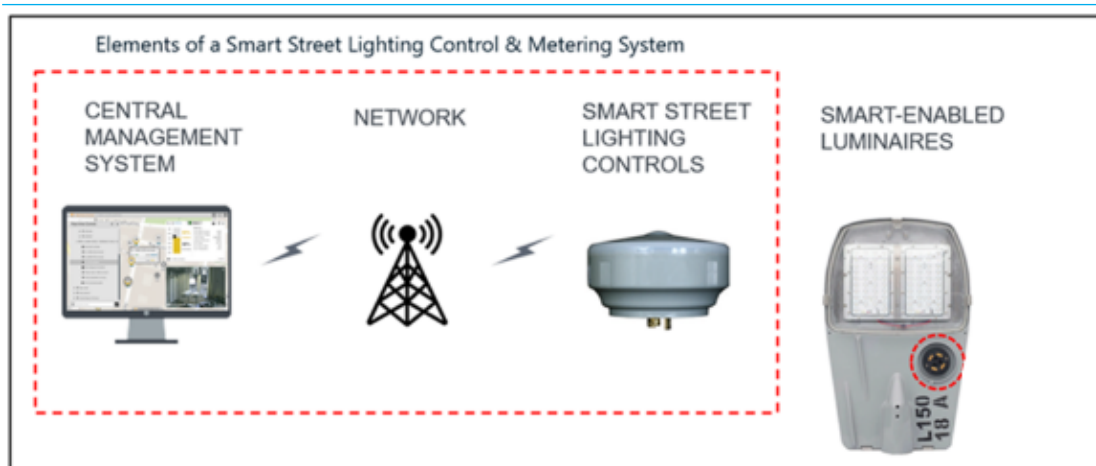 Elements of a Smart Street Lighting Control & Metering System
CENTRAL
MANAGEMENT
SYSTEM
NETWORK
SMART STREET
LIGHTING
CONTROLS
SMART-ENABLED
LUMINAIRES
L150
18 A